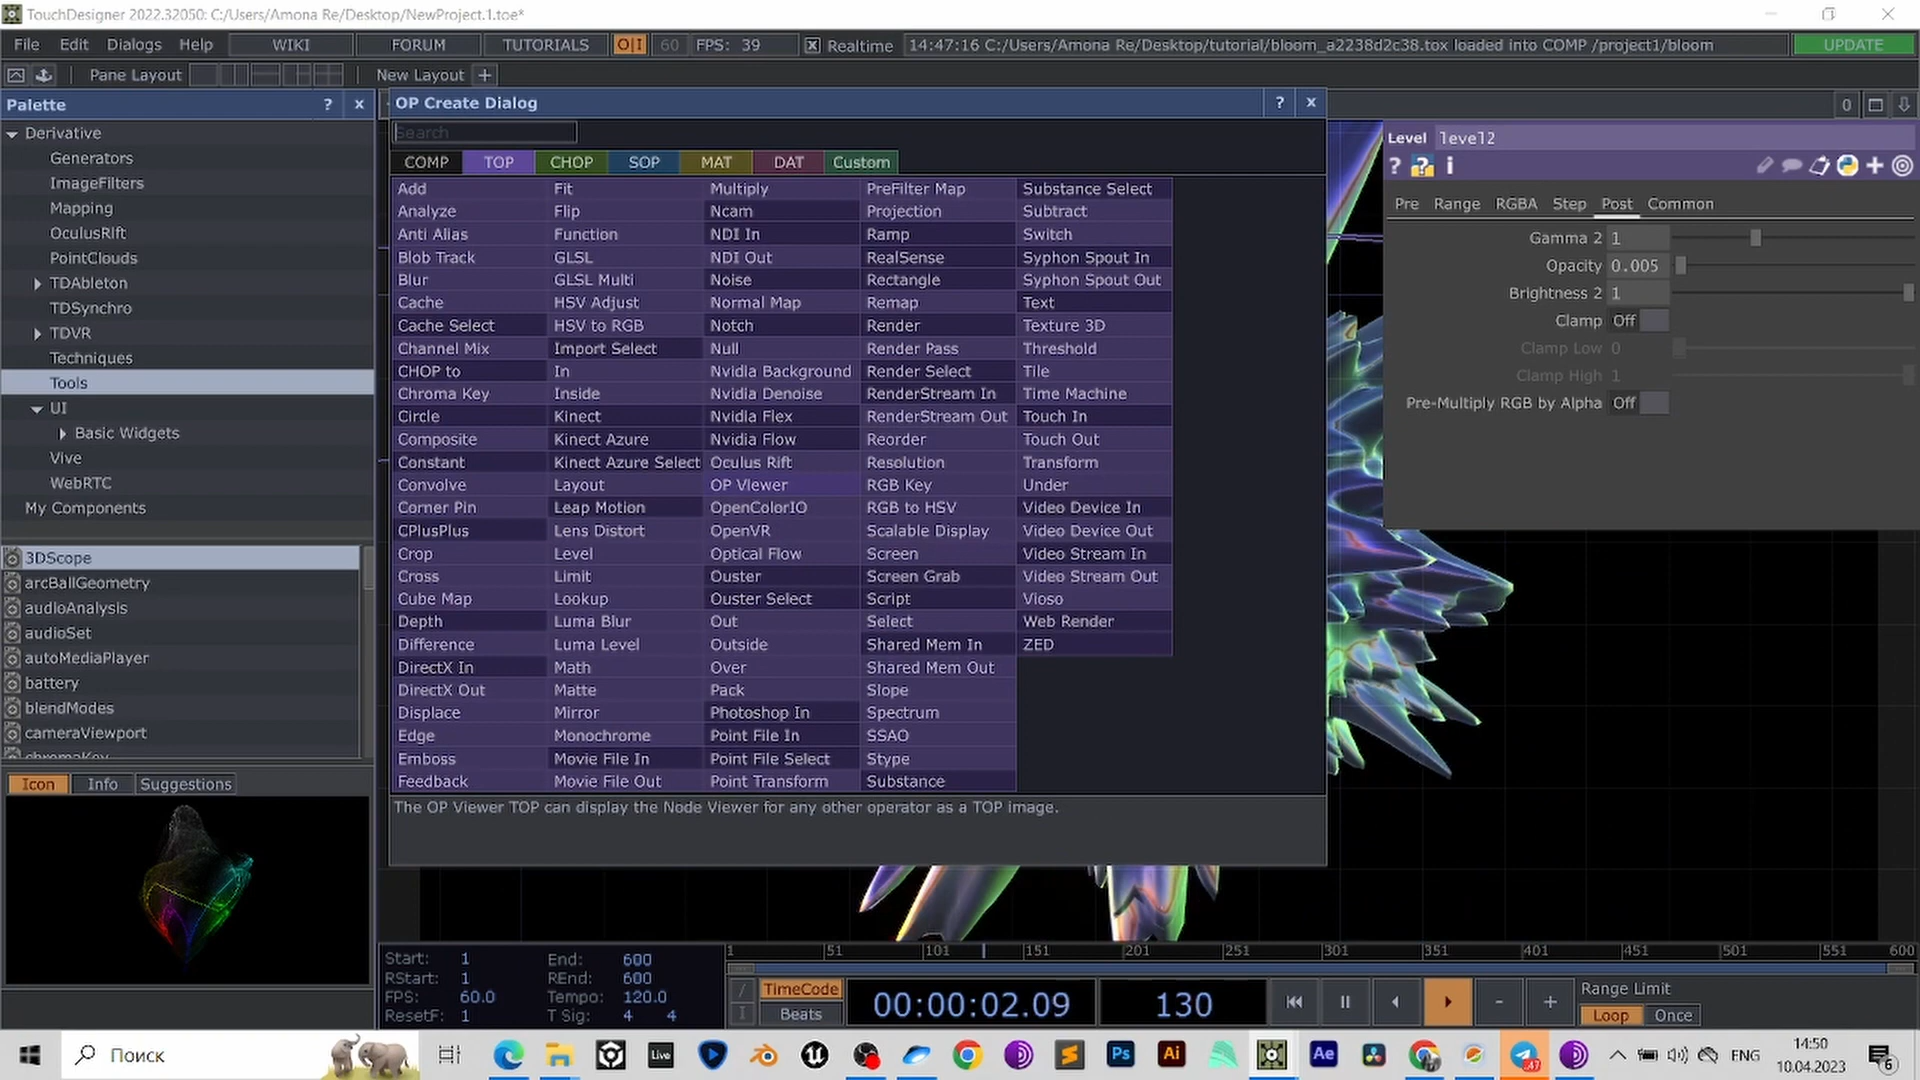 TouchDesigner 2022.32050: C:/Users/Amona Re/Desktop/NewProject.1.toe*
File Edit Dialogs Help WIKI FORUM TUTORIALS O|I 60 FPS: 39 Realtime 14:47:16 C:/Users/Amona Re/Desktop/tutorial/bloom_a2238d2c38.tox loaded into COMP /project1/bloom UPDATE
Pane Layout New Layout +
Palette ? x
Derivative
Generators
ImageFilters
Mapping
OculusRift
PointClouds
TDAbleton
TDSynchro
TDVR
Techniques
Tools
UI
Basic Widgets
Vive
WebRTC
My Components
3DScope
arcBallGeometry
audioAnalysis
audioSet
autoMediaPlayer
battery
blendModes
cameraViewport
chromaKey
Icon Info Suggestions
OP Create Dialog ? x
Search
COMP TOP CHOP SOP MAT DAT Custom
Add Fit Multiply PreFilter Map Substance Select
Analyze Flip Ncam Projection Subtract
Anti Alias Function NDI In Ramp Switch
Blob Track GLSL NDI Out RealSense Syphon Spout In
Blur GLSL Multi Noise Rectangle Syphon Spout Out
Cache HSV Adjust Normal Map Remap Text
Cache Select HSV to RGB Notch Render Texture 3D
Channel Mix Import Select Null Render Pass Threshold
CHOP to In Nvidia Background Render Select Tile
Chroma Key Inside Nvidia Denoise RenderStream In Time Machine
Circle Kinect Nvidia Flex RenderStream Out Touch In
Composite Kinect Azure Nvidia Flow Reorder Touch Out
Constant Kinect Azure Select Oculus Rift Resolution Transform
Convolve Layout OP Viewer RGB Key Under
Corner Pin Leap Motion OpenColorIO RGB to HSV Video Device In
CPlusPlus Lens Distort OpenVR Scalable Display Video Device Out
Crop Level Optical Flow Screen Video Stream In
Cross Limit Ouster Screen Grab Video Stream Out
Cube Map Lookup Ouster Select Script Vioso
Depth Luma Blur Out Select Web Render
Difference Luma Level Outside Shared Mem In ZED
DirectX In Math Over Shared Mem Out
DirectX Out Matte Pack Slope
Displace Mirror Photoshop In Spectrum
Edge Monochrome Point File In SSAO
Emboss Movie File In Point File Select Stype
Feedback Movie File Out Point Transform Substance
The OP Viewer TOP can display the Node Viewer for any other operator as a TOP image.
0
Level level2
? ? i
Pre Range RGBA Step Post Common
Gamma 2 1
Opacity 0.005
Brightness 2 1
Clamp Off
Clamp Low 0
Clamp High 1
Pre-Multiply RGB by Alpha Off
1 51 101 151 201 251 301 351 401 451 501 551 600
Start: 1 End: 600
RStart: 1 REnd: 600
FPS: 60.0 Tempo: 120.0
ResetF: 1 T Sig: 4 4
/ TimeCode
I Beats
00:00:02.09 130
- +
Range Limit
Loop Once
Поиск
Live Ps Ai Ae
ENG
14:50
10.04.2023
6